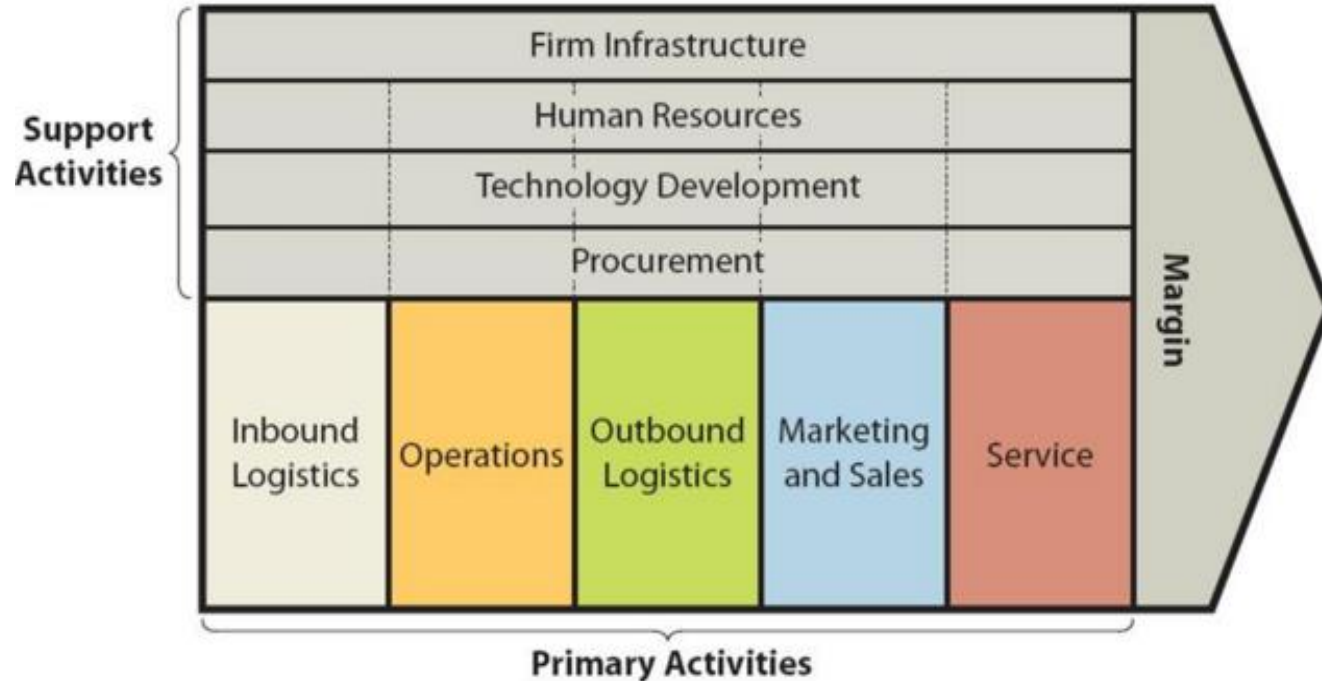 Firm Infrastructure
Human Resources
Support
Activities
Technology Development
Procurement
Margin
Inbound
Logistics
Operations
Outbound
Logistics
Marketing
and Sales
Service
Primary Activities